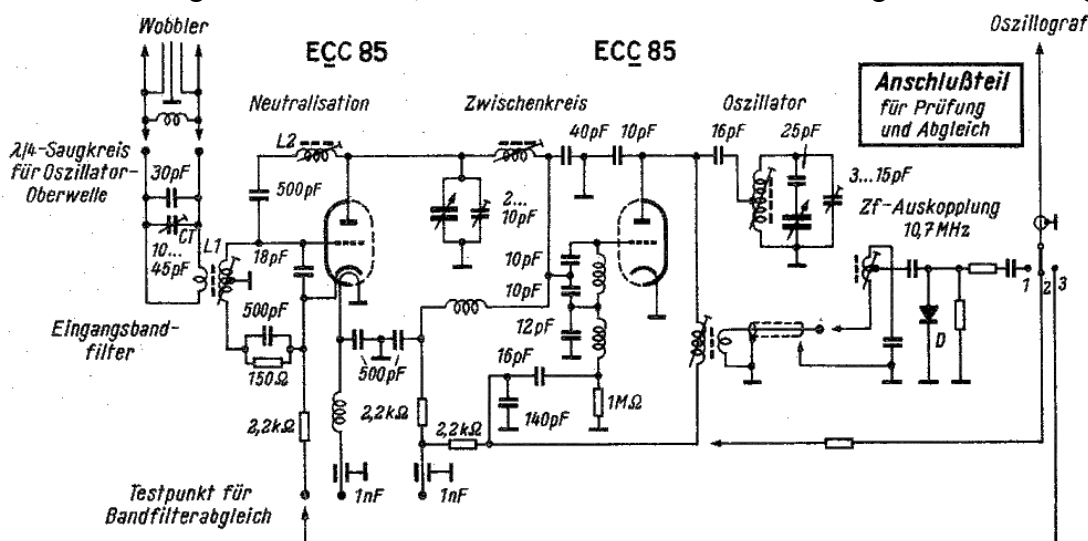 Wobbler
Oszillograf
ECC 85
ECC 85
Anschlußteil
für Prüfung
und Abgleich
Neutralisation
Zwischenkreis
Oszillator
λ/4-Saugkreis
für Oszillator-
Oberwelle
L2
40pF
10pF
16pF
25pF
30pF
500pF
2...
10pF
3...15pF
Zf-Auskopplung
10,7MHz
CT
10...
45pF
L1
18pF
10pF
10pF
500pF
12pF
1
2
3
D
Eingangsband-
filter
150Ω
500pF
16pF
2,2kΩ
2,2kΩ
2,2kΩ
140pF
1MΩ
1nF
1nF
Testpunkt für
Bandfilterabgleich